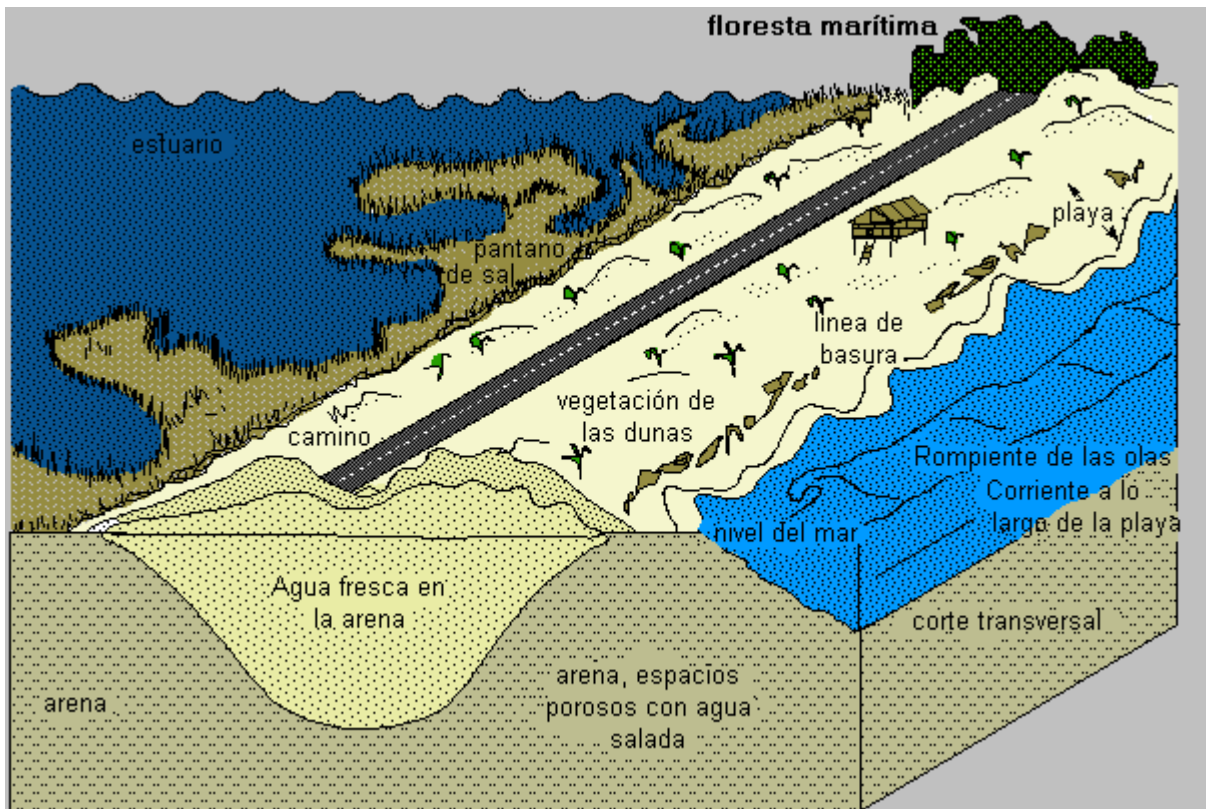 floresta marítima
estuario
playa
pantano
de sal
linea de
basura
vegetación de
las dunas
camino
Rompiente de las olas
Corriente a lo
largo de la playa
nivel del mar
Agua fresca en
la arena
corte transversal
arena, espacios
porosos con agua
salada
arena